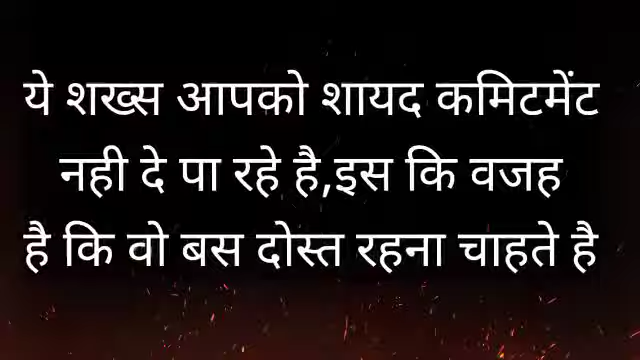 ये शख्स आपको शायद कमिटमेंट
नही दे पा रहे है,इस कि वजह
है कि वो बस दोस्त रहना चाहते है